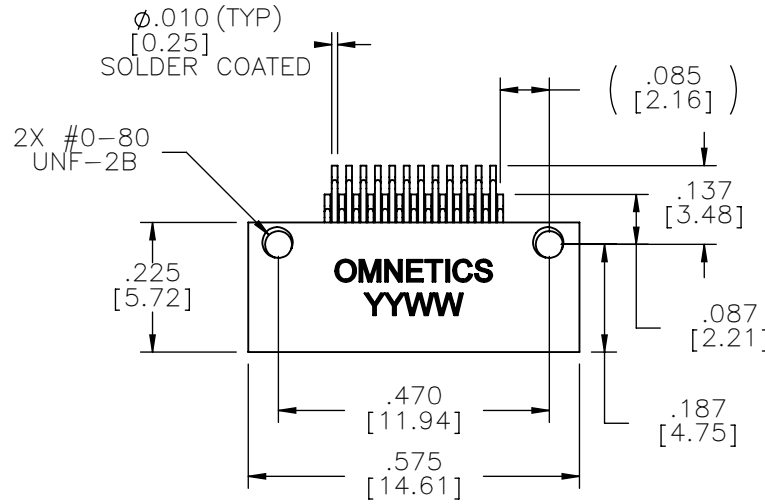 ø.010 (TYP)
[0.25]
SOLDER COATED
( .085 )
[2.16]
2X #0-80
UNF-2B
.137
[3.48]
OMNETICS
YYWW
.225
[5.72]
.087
[2.21]
.470
[11.94]
.187
[4.75]
.575
[14.61]